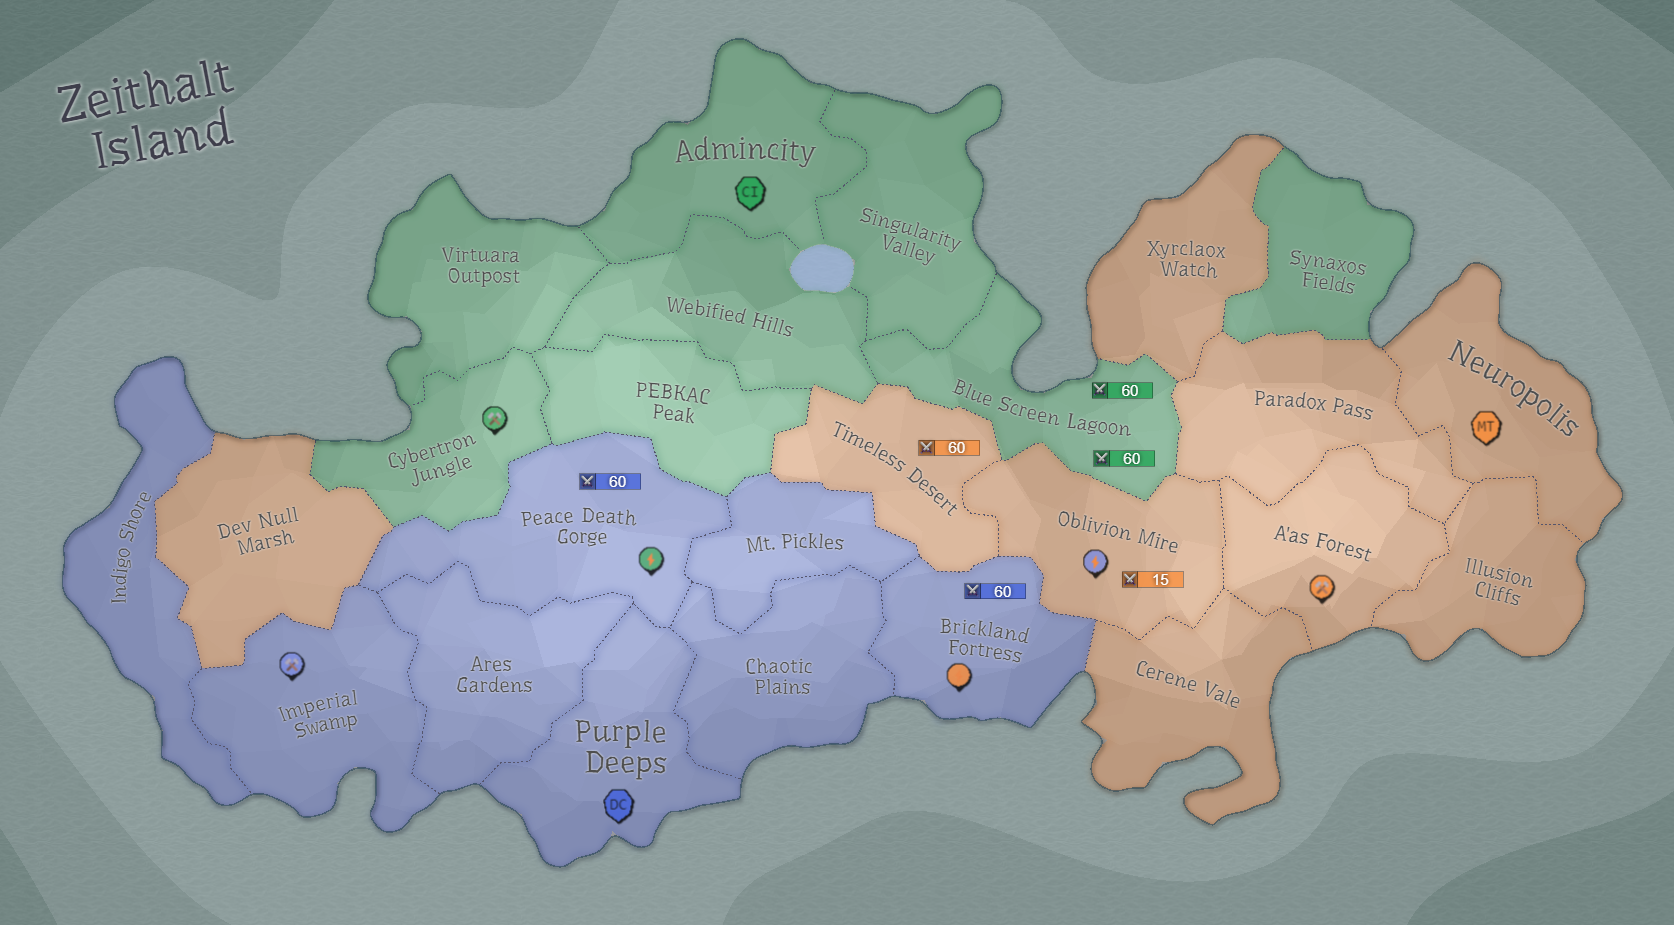 Zeithalt
Island
Admincity
CI
Singularity
Valley
Virtuara
Outpost
Webified Hills
Xyrclaox
Watch
Synaxos
Fields
Neuropolis
MT
PEBKAC
Peak
Blue Screen Lagoon
60
60
Paradox Pass
Cybertron
Jungle
Timeless Desert
60
Indigo Shore
Dev Null
Marsh
60
Peace Death
Gorge
Mt. Pickles
Oblivion Mire
15
A'as Forest
Illusion
Cliffs
60
Brickland
Fortress
Imperial
Swamp
Ares
Gardens
Chaotic
Plains
Cerene Vale
Purple
Deeps
DC